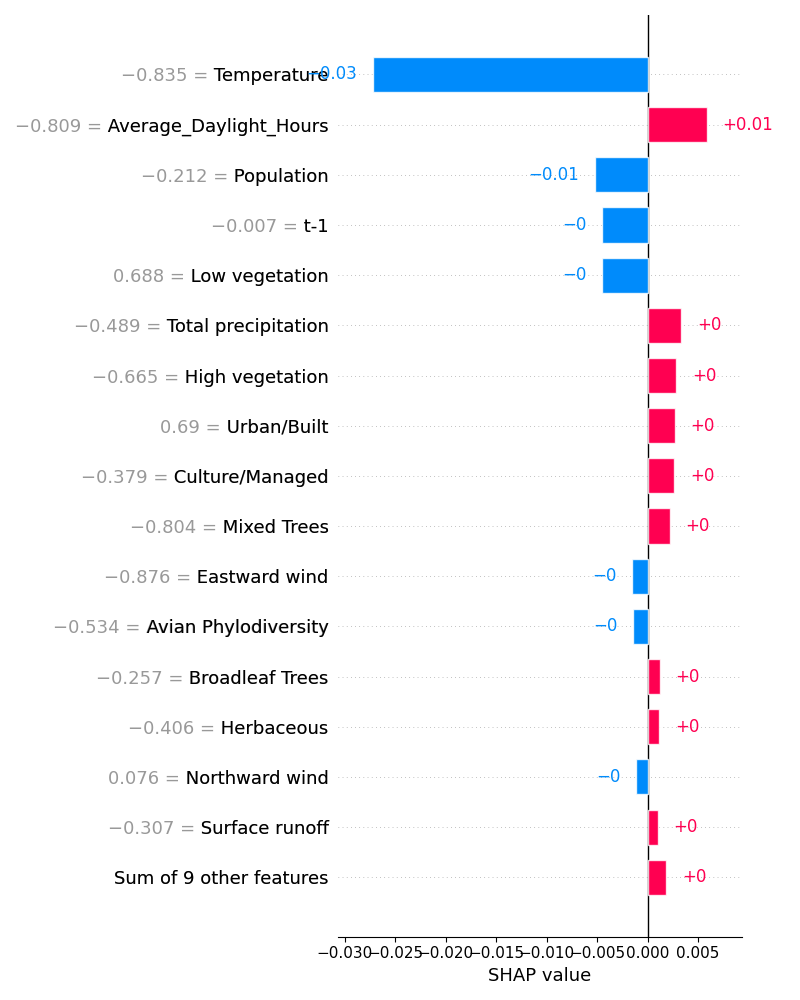 −0.835 = Temperature −0.03
−0.809 = Average_Daylight_Hours +0.01
−0.212 = Population −0.01
−0.007 = t-1 −0
0.688 = Low vegetation −0
−0.489 = Total precipitation +0
−0.665 = High vegetation +0
0.69 = Urban/Built +0
−0.379 = Culture/Managed +0
−0.804 = Mixed Trees +0
−0.876 = Eastward wind −0
−0.534 = Avian Phylodiversity −0
−0.257 = Broadleaf Trees +0
−0.406 = Herbaceous +0
0.076 = Northward wind −0
−0.307 = Surface runoff +0
Sum of 9 other features +0
−0.030 −0.025 −0.020 −0.015 −0.010 −0.005 0.000 0.005
SHAP value